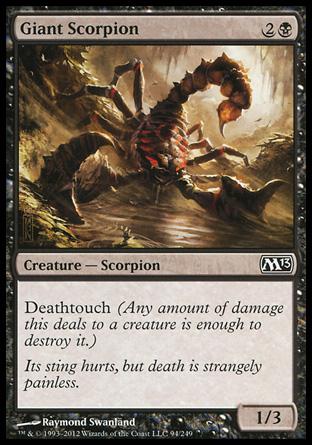 Giant Scorpion 2
Creature — Scorpion M13
Deathtouch (Any amount of damage
this deals to a creature is enough to
destroy it.)
Its sting hurts, but death is strangely
painless.
Raymond Swanland
™ & © 1993–2012 Wizards of the Coast LLC 94/249
1/3